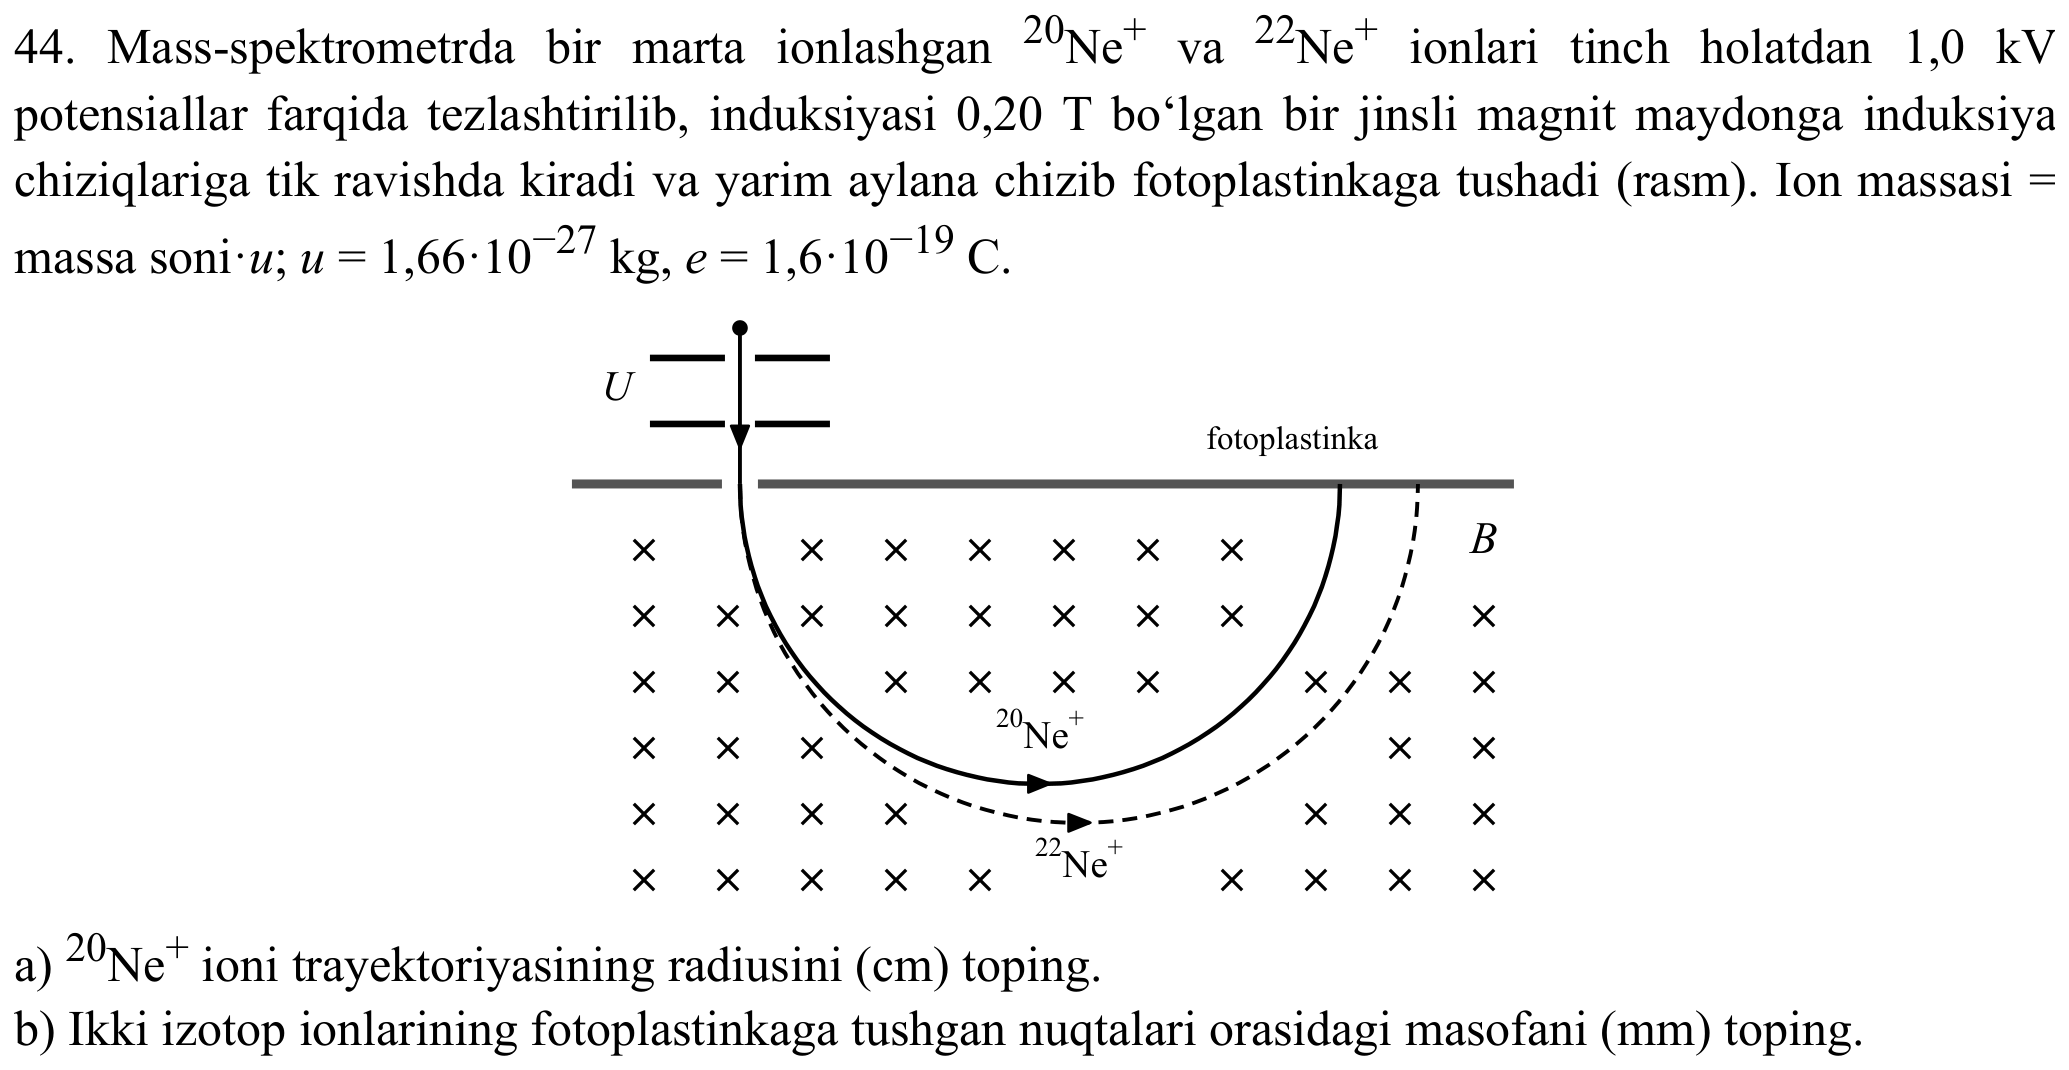 44. Mass-spektrometrda bir marta ionlashgan ²⁰Ne⁺ va ²²Ne⁺ ionlari tinch holatdan 1,0 kV
potensiallar farqida tezlashtirilib, induksiyasi 0,20 T bo‘lgan bir jinsli magnit maydonga induksiya
chiziqlariga tik ravishda kiradi va yarim aylana chizib fotoplastinkaga tushadi (rasm). Ion massasi =
massa soni·u; u = 1,66·10⁻²⁷ kg, e = 1,6·10⁻¹⁹ C.
U
fotoplastinka
B
²⁰Ne⁺
²²Ne⁺
a) ²⁰Ne⁺ ioni trayektoriyasining radiusini (cm) toping.
b) Ikki izotop ionlarining fotoplastinkaga tushgan nuqtalari orasidagi masofani (mm) toping.